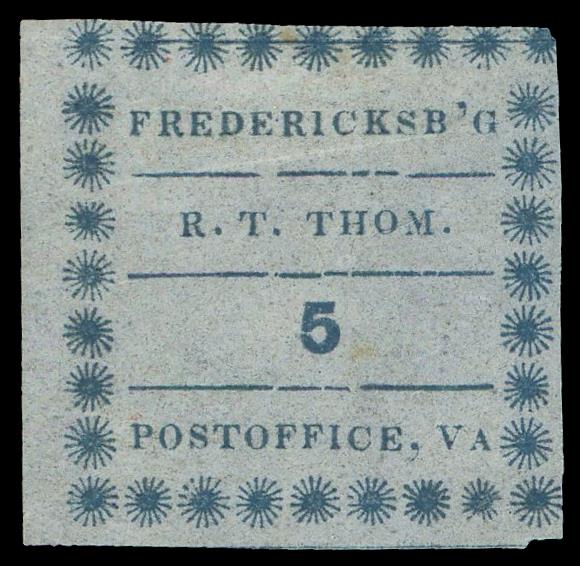 FREDERICKSB'G
R. T. THOM.
5
POSTOFFICE, VA